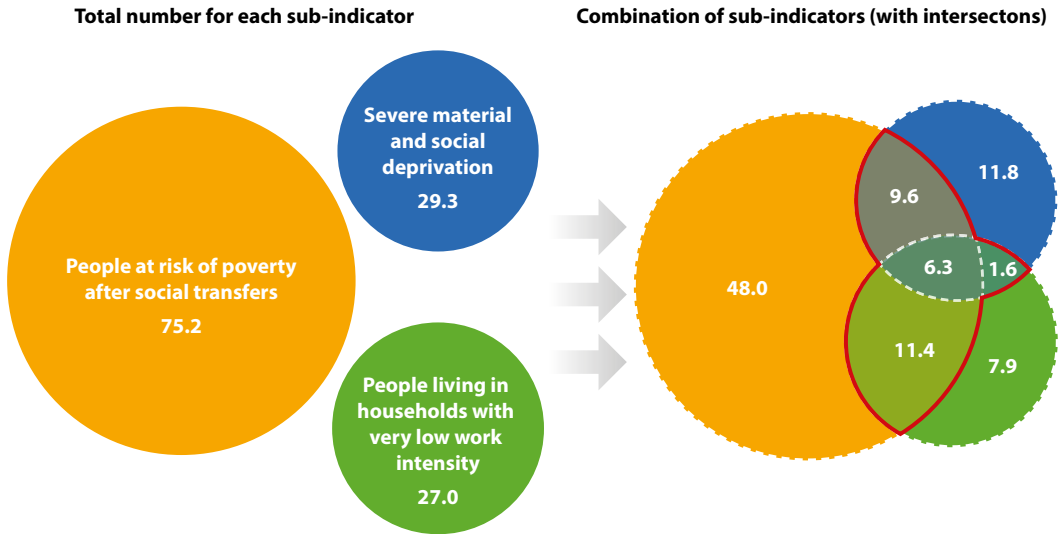 Total number for each sub-indicator
Combination of sub-indicators (with intersectons)
Severe material
and social
deprivation
29.3
People at risk of poverty
after social transfers
75.2
People living in
households with
very low work
intensity
27.0
11.8
9.6
6.3
1.6
48.0
11.4
7.9